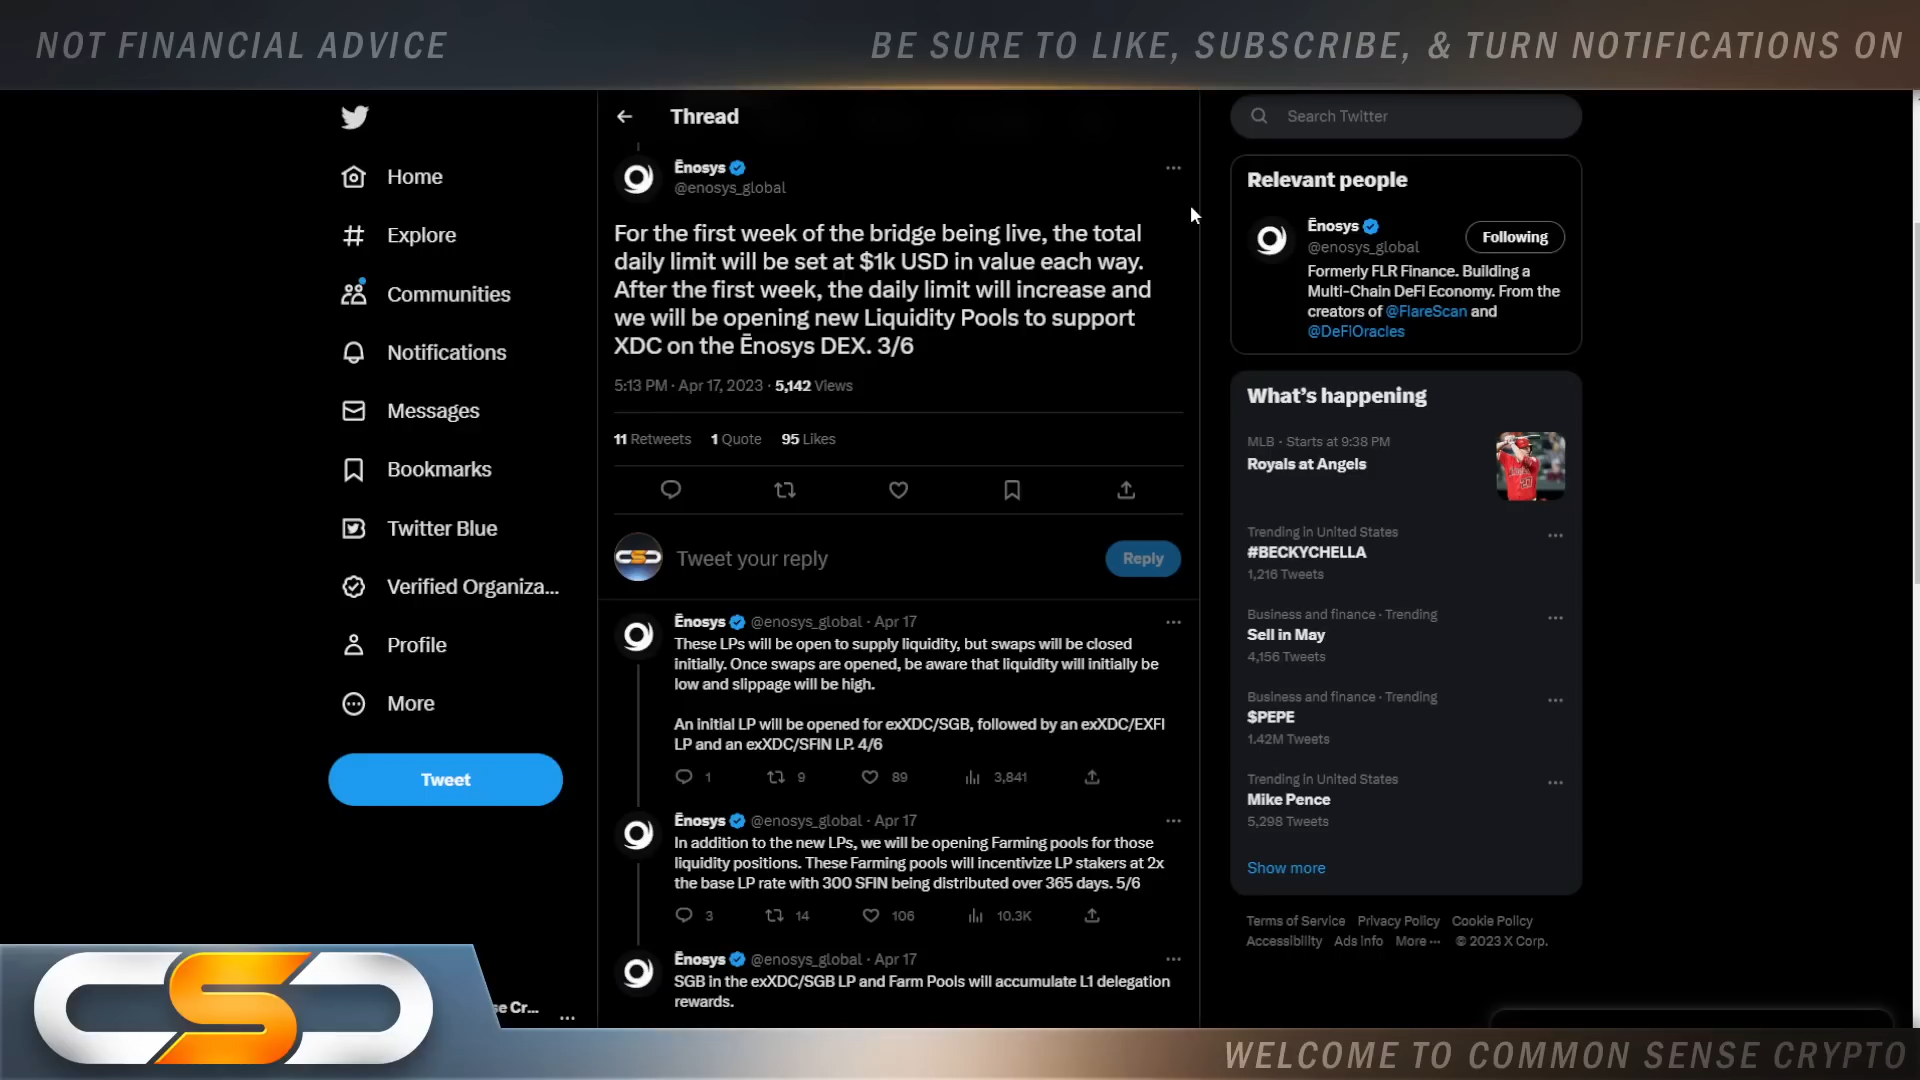 NOT FINANCIAL ADVICE
BE SURE TO LIKE, SUBSCRIBE, & TURN NOTIFICATIONS ON
Home
Explore
Communities
Notifications
Messages
Bookmarks
Twitter Blue
Verified Organiza...
Profile
More
Tweet
se Cr...
Thread
Ēnosys
@enosys_global
For the first week of the bridge being live, the total
daily limit will be set at $1k USD in value each way.
After the first week, the daily limit will increase and
we will be opening new Liquidity Pools to support
XDC on the Ēnosys DEX. 3/6
5:13 PM · Apr 17, 2023 · 5,142 Views
11 Retweets 1 Quote 95 Likes
CSC
Tweet your reply
Reply
Ēnosys @enosys_global · Apr 17
These LPs will be open to supply liquidity, but swaps will be closed
initially. Once swaps are opened, be aware that liquidity will initially be
low and slippage will be high.
An initial LP will be opened for exXDC/SGB, followed by an exXDC/EXFI
LP and an exXDC/SFIN LP. 4/6
1 9 89 3,841
Ēnosys @enosys_global · Apr 17
In addition to the new LPs, we will be opening Farming pools for those
liquidity positions. These Farming pools will incentivize LP stakers at 2x
the base LP rate with 300 SFIN being distributed over 365 days. 5/6
3 14 106 10.3K
Ēnosys @enosys_global · Apr 17
SGB in the exXDC/SGB LP and Farm Pools will accumulate L1 delegation
rewards.
Search Twitter
Relevant people
Ēnosys
@enosys_global
Following
Formerly FLR Finance. Building a
Multi-Chain DeFi Economy. From the
creators of @FlareScan and
@DeFiOracles
What's happening
MLB · Starts at 9:38 PM
Royals at Angels
Trending in United States
#BECKYCHELLA
1,216 Tweets
Business and finance · Trending
Sell in May
4,156 Tweets
Business and finance · Trending
$PEPE
1.42M Tweets
Trending in United States
Mike Pence
5,298 Tweets
Show more
Terms of Service Privacy Policy Cookie Policy
Accessibility Ads info More ··· © 2023 X Corp.
CSC
WELCOME TO COMMON SENSE CRYPTO